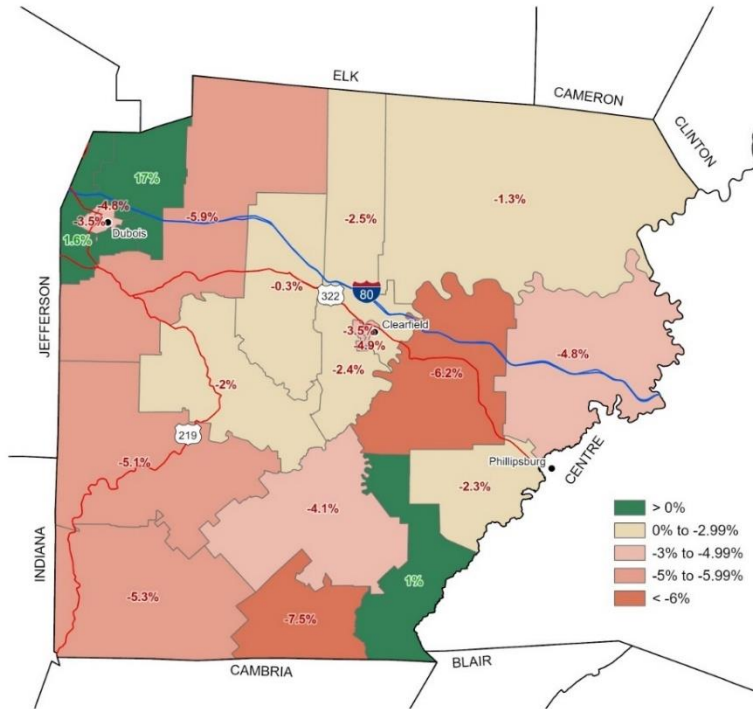 ELK
CAMERON
CLINTON
17%
-1.3%
-4.8%
-5.9%
-2.5%
-3.5%
Dubois
1.6%
JEFFERSON
-0.3%
322
80
-3.5%
Clearfield
-4.9%
-4.8%
-2.4%
-6.2%
-2%
219
-5.1%
Phillipsburg
CENTRE
-2.3%
-4.1%
INDIANA
1%
-5.3%
-7.5%
CAMBRIA
BLAIR
> 0%
0% to -2.99%
-3% to -4.99%
-5% to -5.99%
< -6%